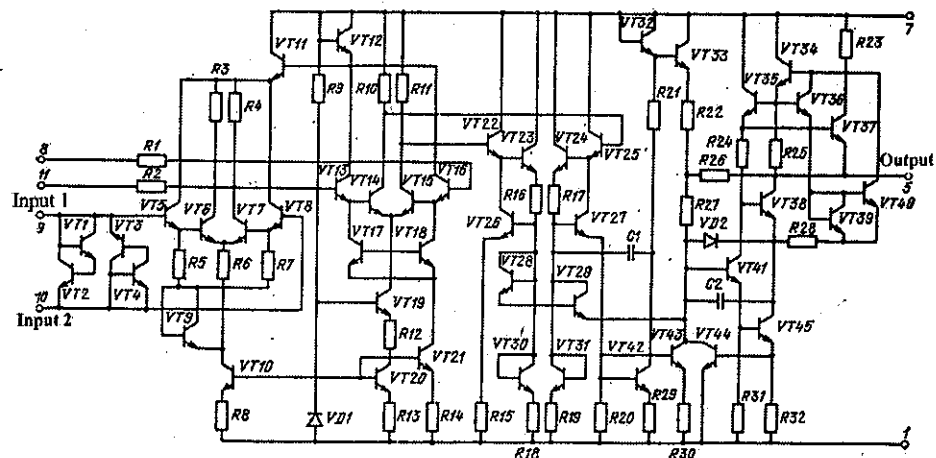 VT32
7
VT11
VT12
VT33
VT34
R23
R3
R4
R9
R10
R11
R21
R22
VT35
VT36
VT37
8
R1
VT22
VT23
VT24
VT25
R24
R25
11
R2
VT13
VT14
VT15
VT16
R16
R17
R26
Output
5
Input 1
9
VT1
VT3
VT5
VT6
VT7
VT8
VT26
VT27
R27
VT38
VT39
VT40
VT17
VT18
VD2
R28
R5
R6
R7
C1
VT2
VT4
VT28
VT29
VT41
10
Input 2
VT19
C2
VT9
R12
VT30
VT31
VT42
VT43
VT44
VT45
VT10
VT20
VT21
R8
VD1
R13
R14
R15
R18
R19
R20
R29
R30
R31
R32
1